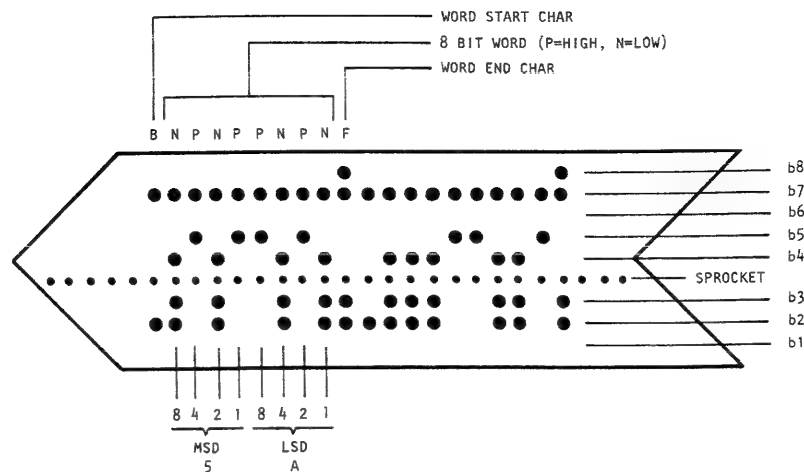 WORD START CHAR
8 BIT WORD (P=HIGH, N=LOW)
WORD END CHAR
B N P N P P N P N F
b8
b7
b6
b5
b4
SPROCKET
b3
b2
b1
8 4 2 1 8 4 2 1
MSD LSD
5 A